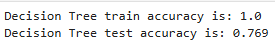 Decision Tree train accuracy is: 1.0
Decision Tree test accuracy is: 0.769